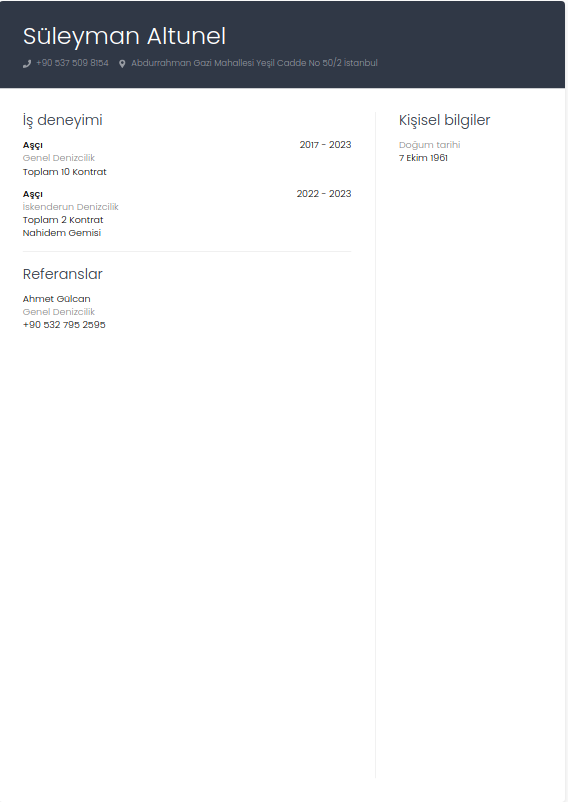 Süleyman Altunel
+90 537 509 8154 Abdurrahman Gazi Mahallesi Yeşil Cadde No 50/2 İstanbul
İş deneyimi
Aşçı 2017 - 2023
Genel Denizcilik
Toplam 10 Kontrat
Aşçı 2022 - 2023
İskenderun Denizcilik
Toplam 2 Kontrat
Nahidem Gemisi
Referanslar
Ahmet Gülcan
Genel Denizcilik
+90 532 795 2595
Kişisel bilgiler
Doğum tarihi
7 Ekim 1961